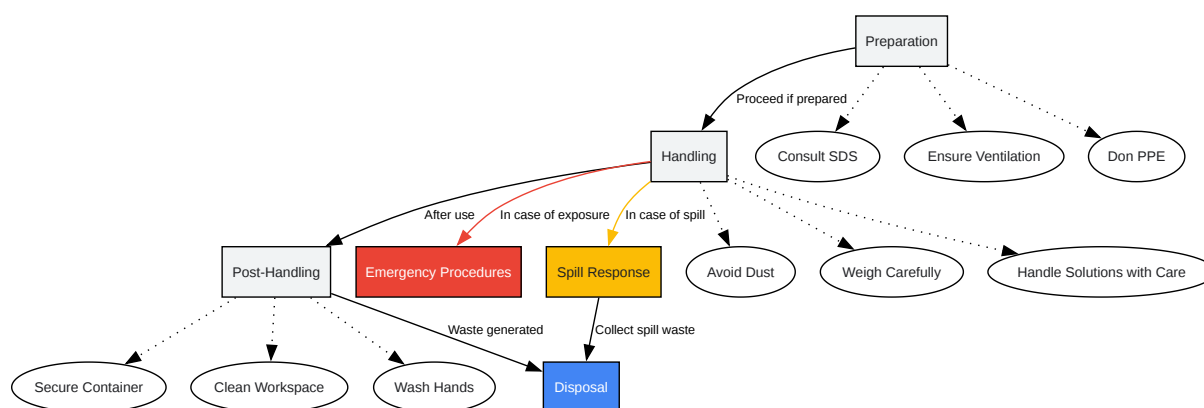 Preparation
Proceed if prepared
Handling
Consult SDS
Ensure Ventilation
Don PPE
After use
In case of exposure
In case of spill
Post-Handling
Emergency Procedures
Spill Response
Avoid Dust
Weigh Carefully
Handle Solutions with Care
Waste generated
Collect spill waste
Secure Container
Clean Workspace
Wash Hands
Disposal